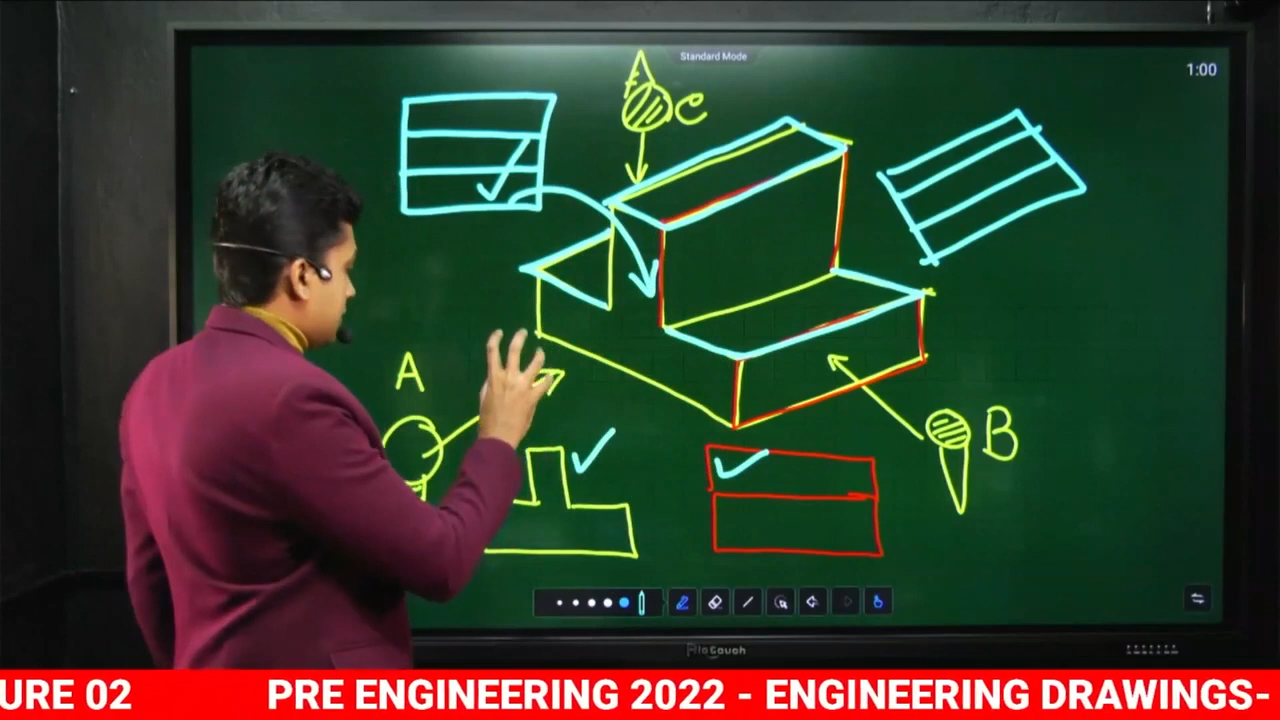 Standard Mode
1:00
C
A
B
URE 02 PRE ENGINEERING 2022 - ENGINEERING DRAWINGS-